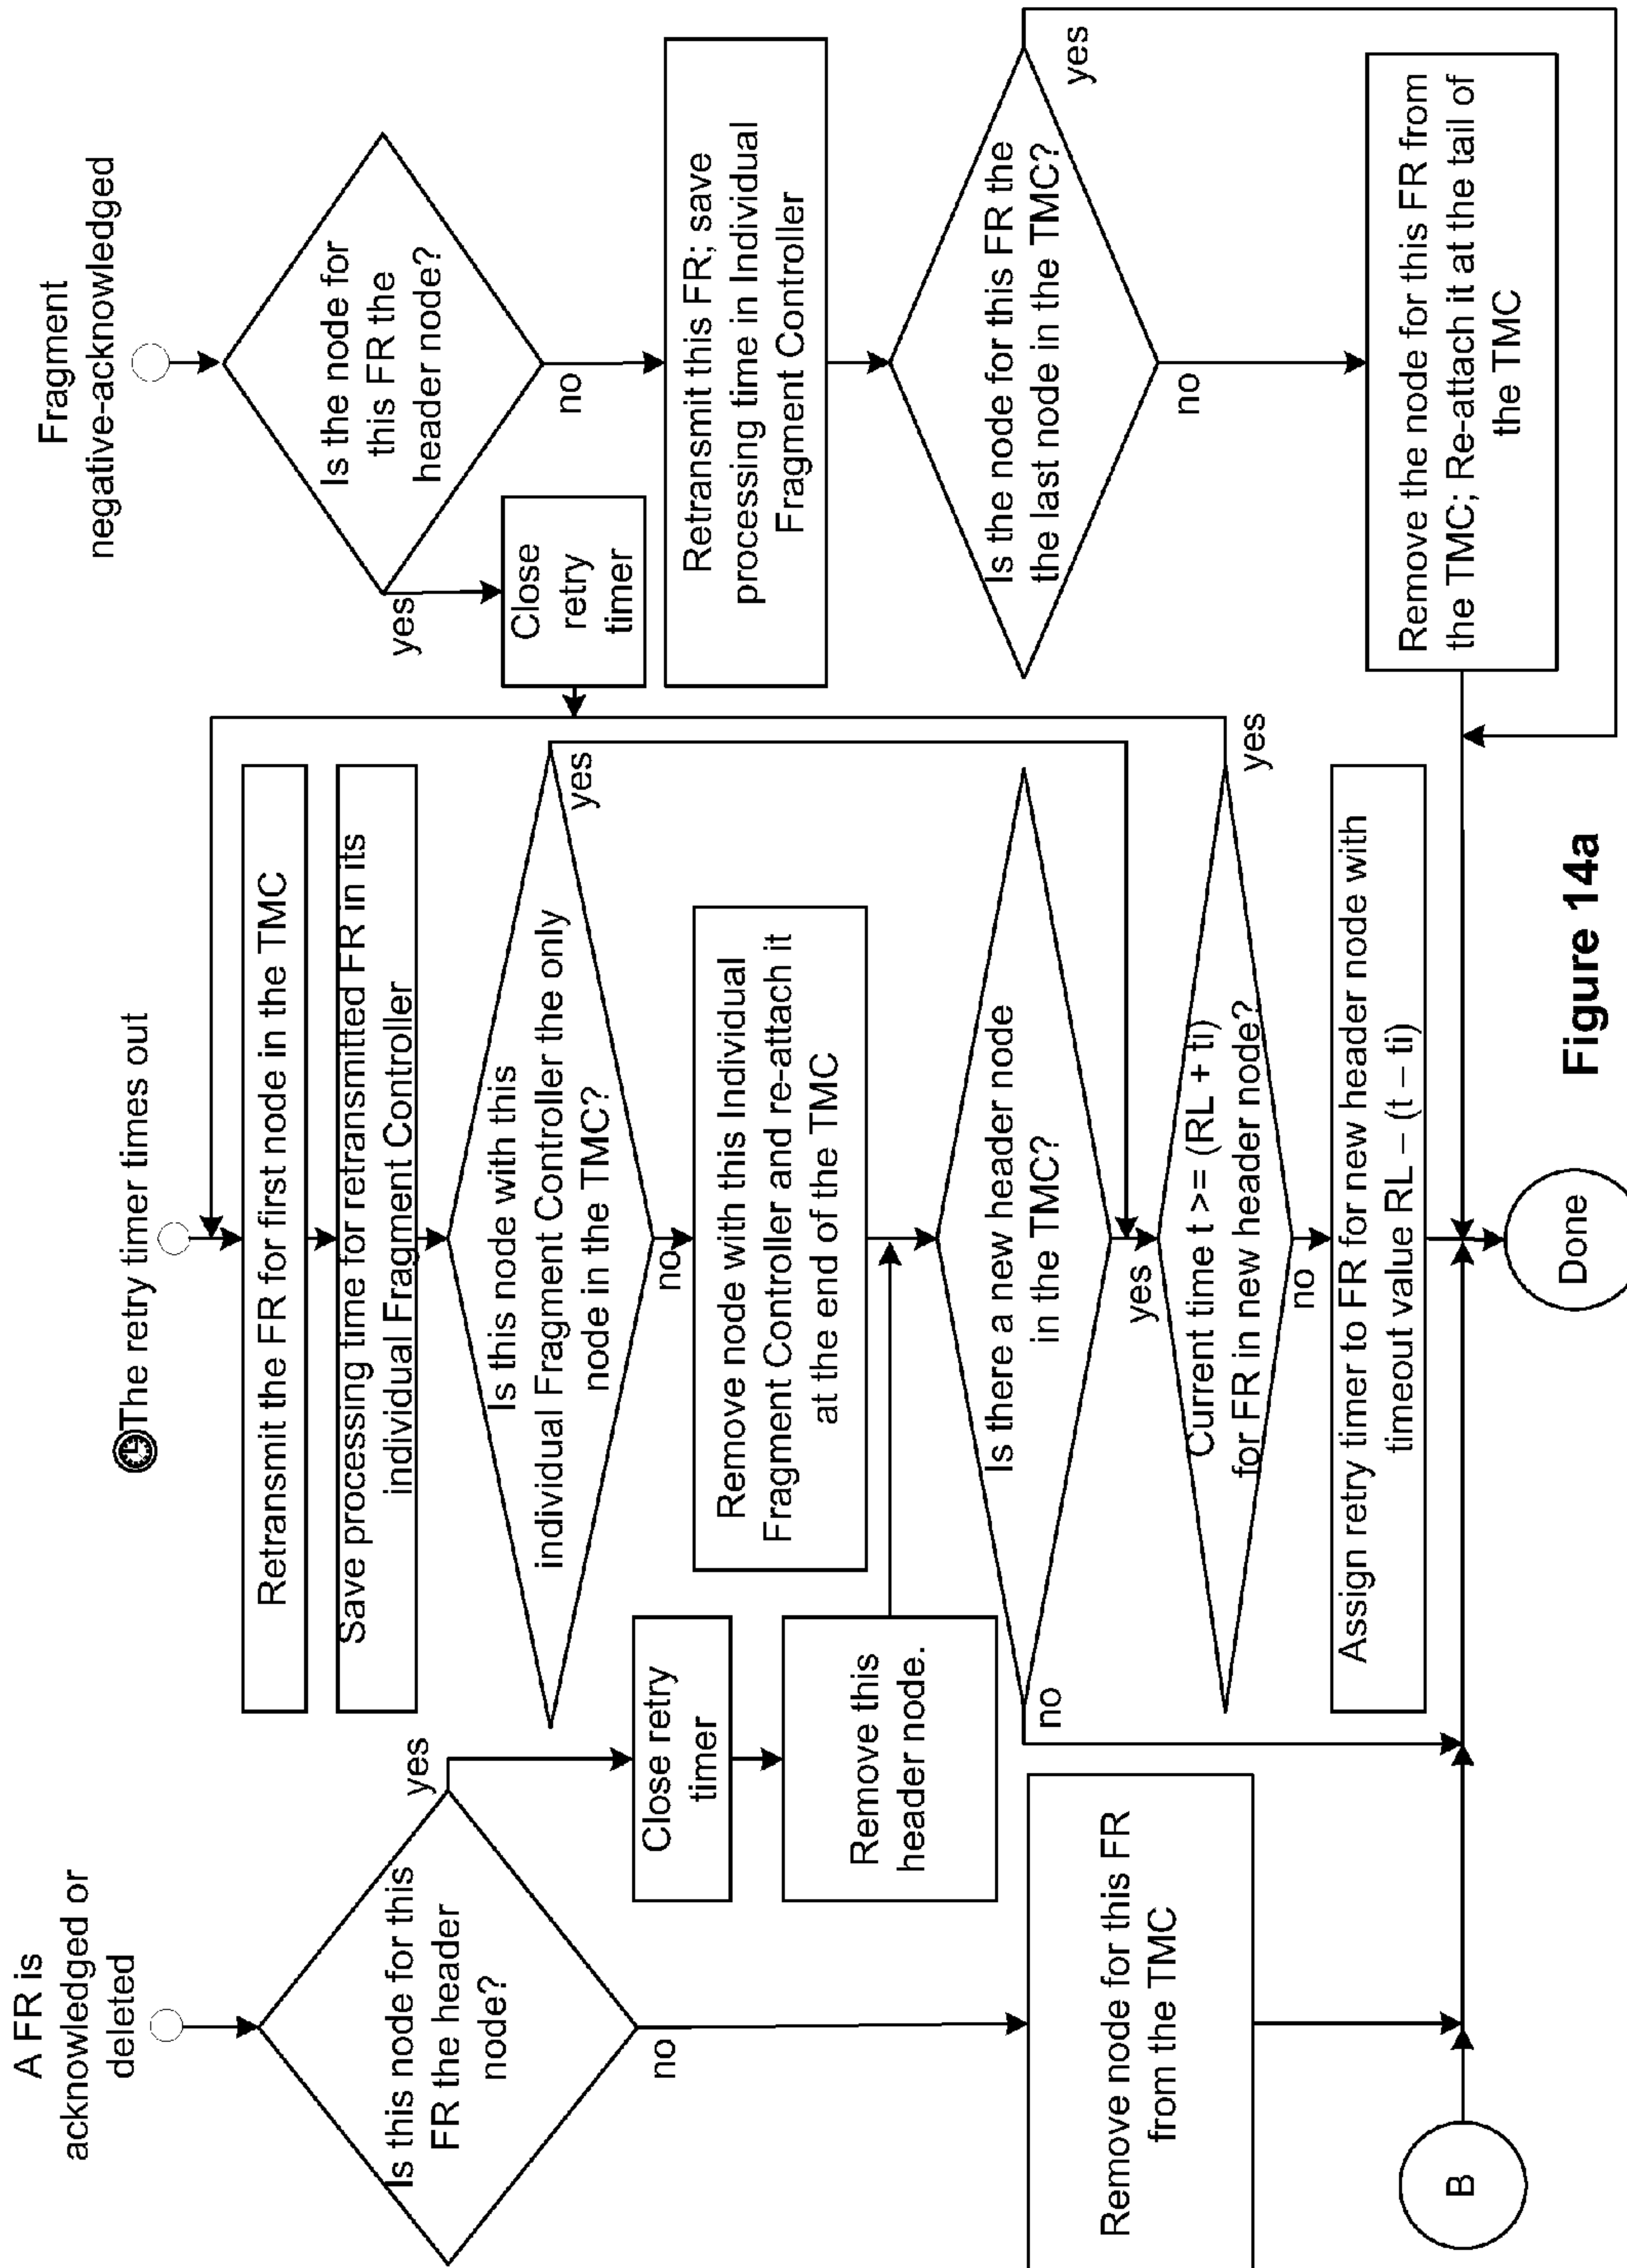 A FR is
acknowledged or
deleted
Is this node for this
FR the header
node?
yes
no
Close retry
timer
Remove this
header node.
Remove node for this FR
from the TMC
B
The retry timer times out
Retransmit the FR for first node in the TMC
Save processing time for retransmitted FR in its
individual Fragment Controller
Is this node with this
individual Fragment Controller the only
node in the TMC?
yes
no
Remove node with this Individual
Fragment Controller and re-attach it
at the end of the TMC
Is there a new header node
in the TMC?
no
yes
Current time t >= (RL + ti)
for FR in new header node?
yes
no
Assign retry timer to FR for new header node with
timeout value RL – (t – ti)
Done
Fragment
negative-acknowledged
Is the node for
this FR the
header node?
yes
no
Close
retry
timer
Retransmit this FR; save
processing time in Individual
Fragment Controller
Is the node for this FR the
the last node in the TMC?
yes
no
Remove the node for this FR from
the TMC; Re-attach it at the tail of
the TMC
Figure 14a